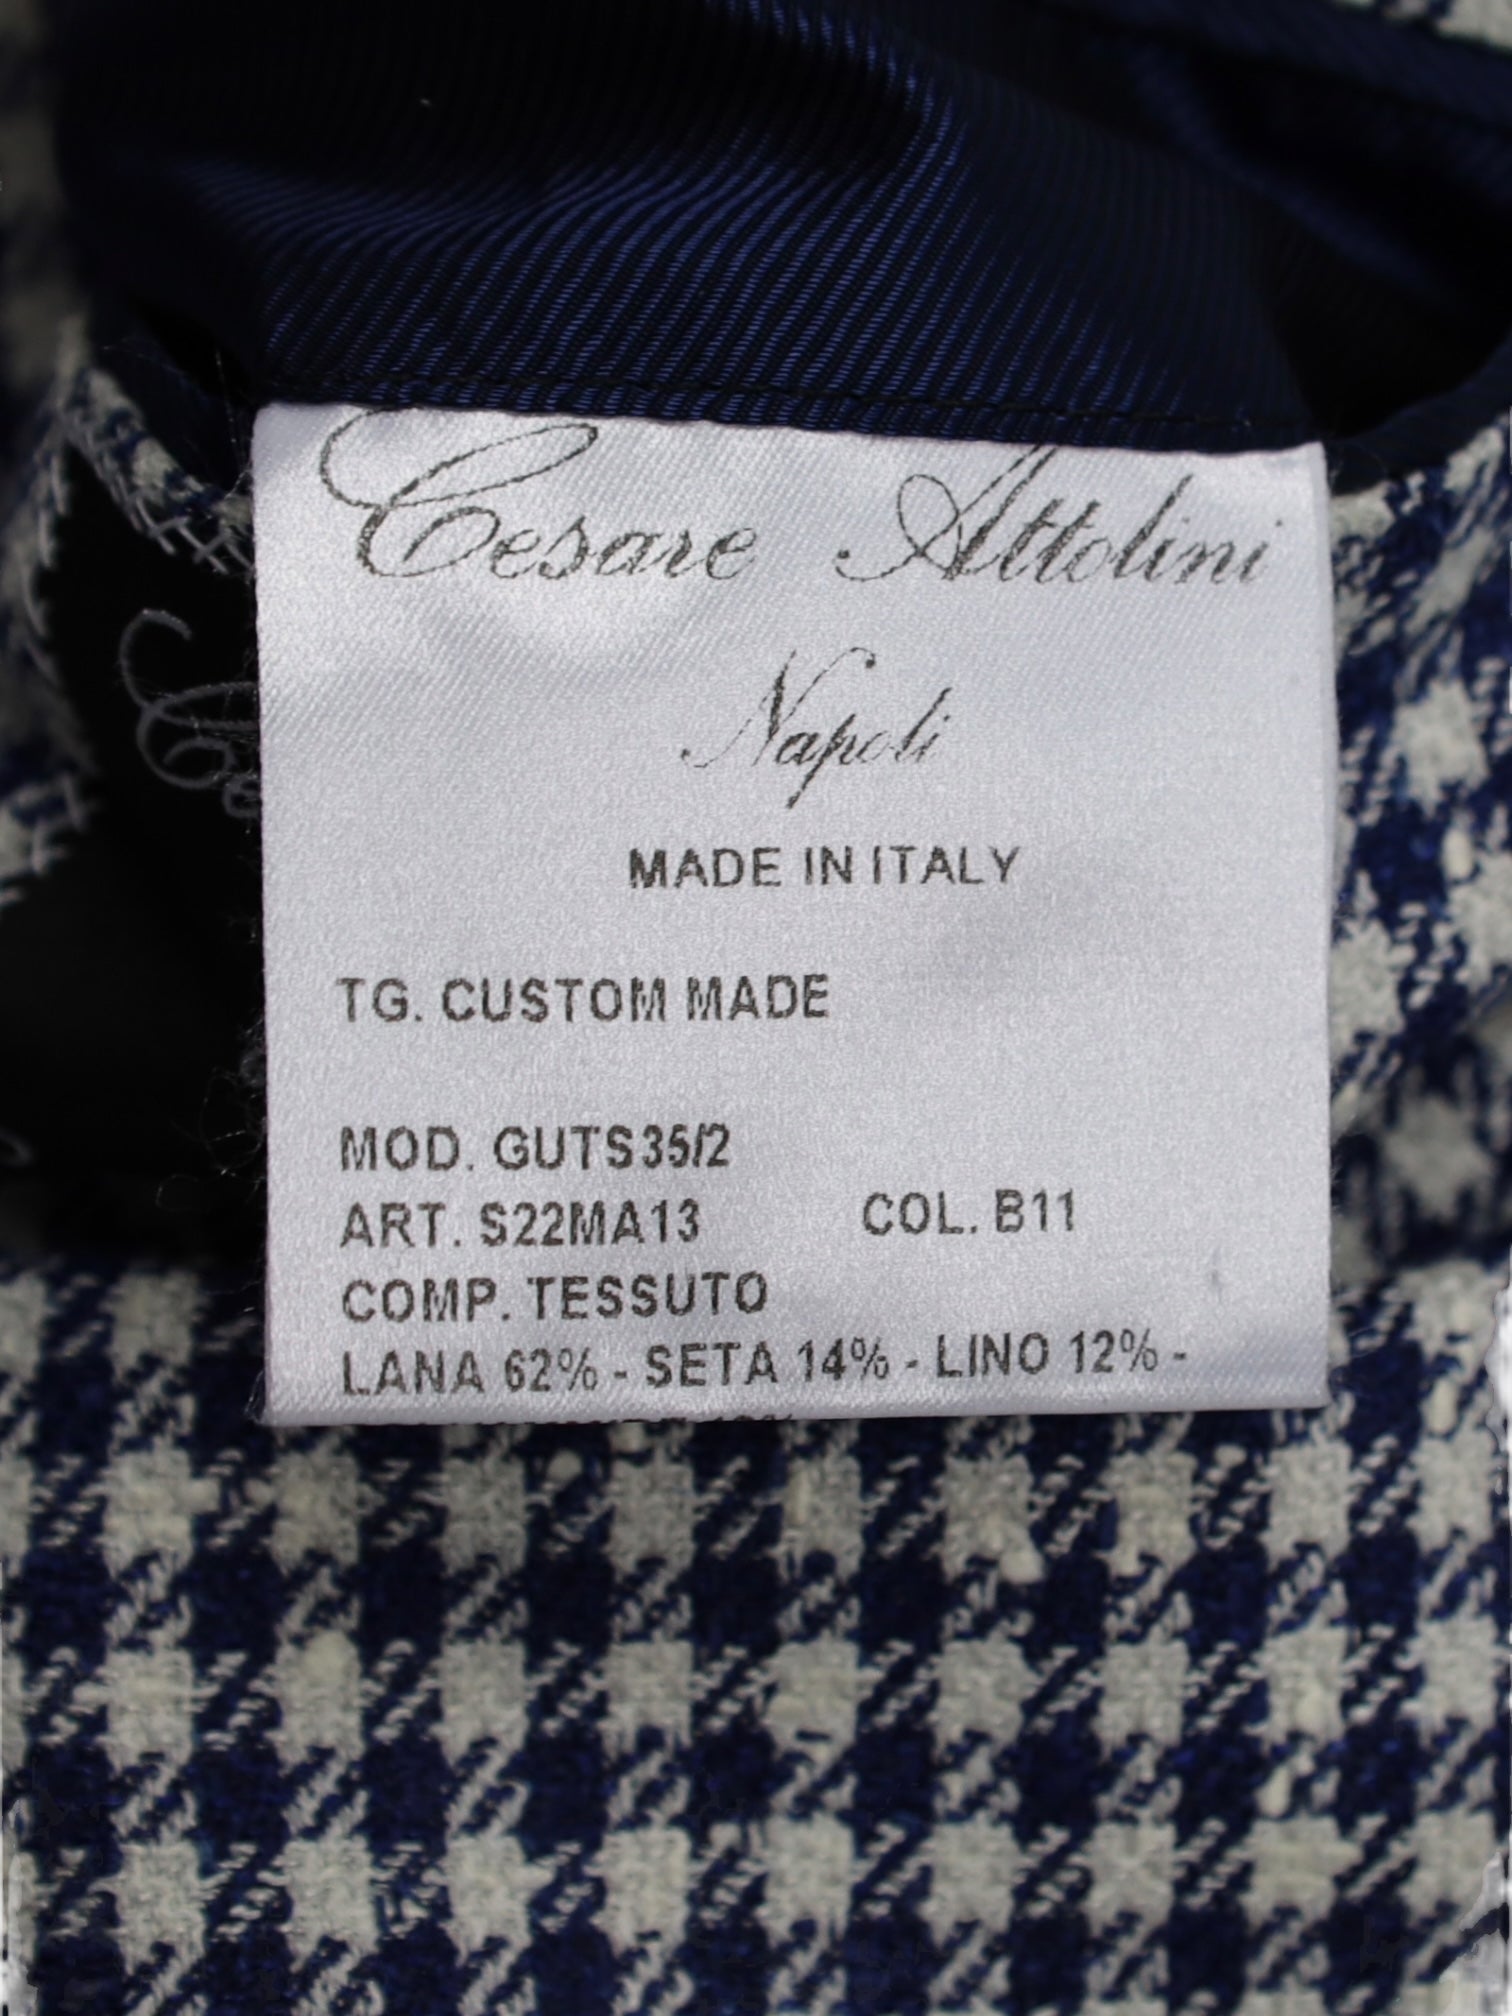 Cesare Attolini
Napoli
MADE IN ITALY
TG. CUSTOM MADE
MOD. GUTS35/2
ART. S22MA13 COL. B11
COMP. TESSUTO
LANA 62% - SETA 14% - LINO 12% -